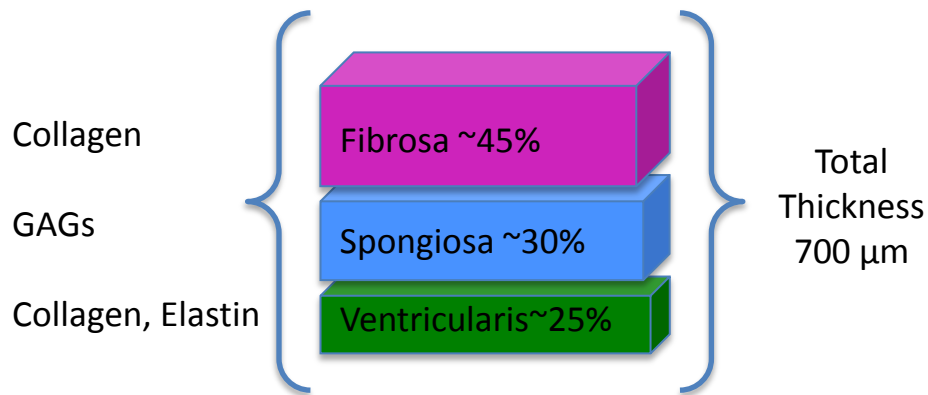 Collagen
Fibrosa ~45%
GAGs
Spongiosa ~30%
Collagen, Elastin
Ventricularis~25%
Total
Thickness
700 μm